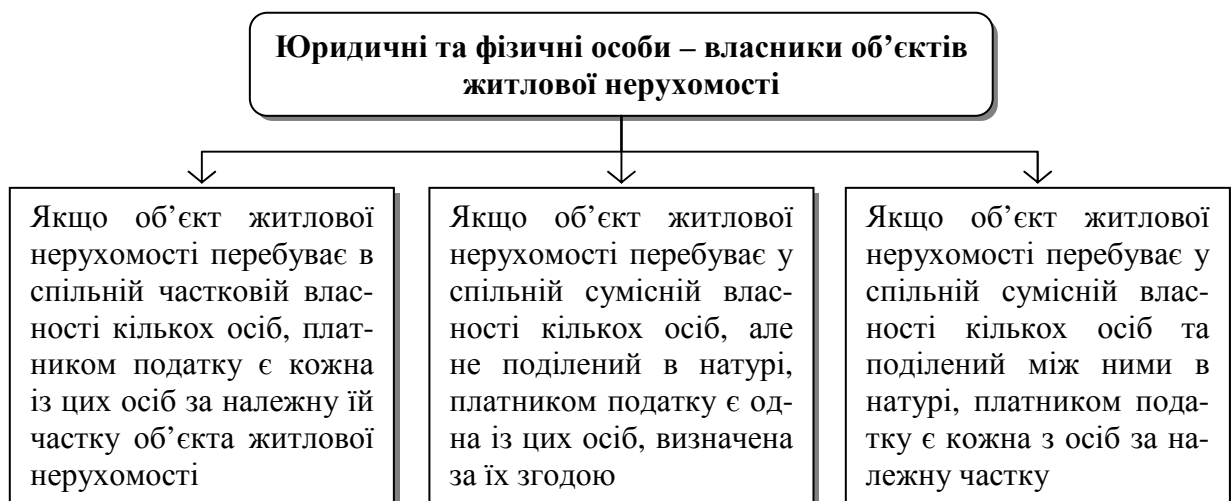 Юридичні та фізичні особи – власники об’єктів
житлової нерухомості
Якщо об’єкт житлової
нерухомості перебуває в
спільній частковій влас-
ності кількох осіб, плат-
ником податку є кожна
із цих осіб за належну їй
частку об’єкта житлової
нерухомості
Якщо об’єкт житлової
нерухомості перебуває у
спільній сумісній влас-
ності кількох осіб, але
не поділений в натурі,
платником податку є од-
на із цих осіб, визначена
за їх згодою
Якщо об’єкт житлової
нерухомості перебуває у
спільній сумісній влас-
ності кількох осіб та
поділений між ними в
натурі, платником пода-
тку є кожна з осіб за на-
лежну частку